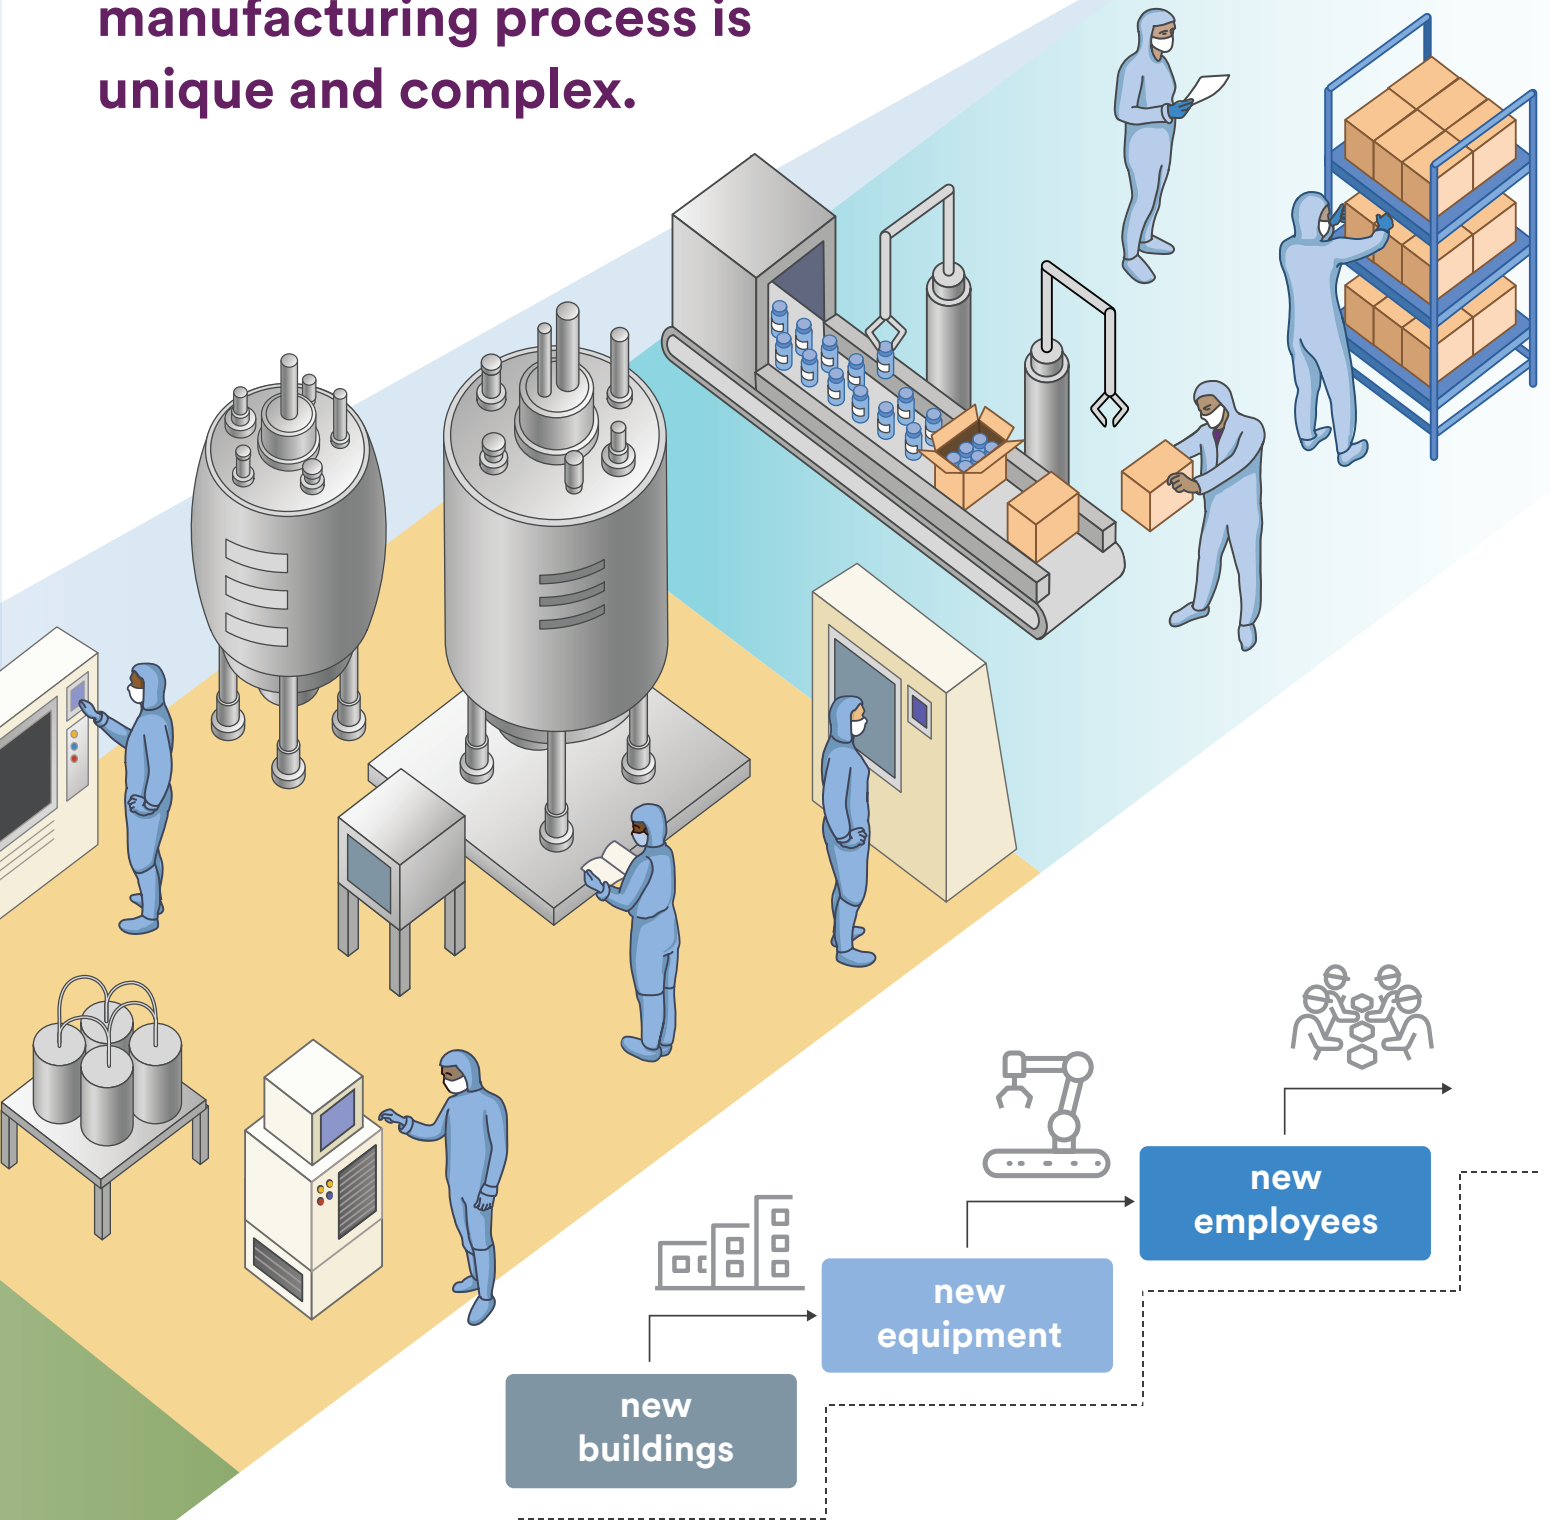 manufacturing process is
unique and complex.
new
employees
new
equipment
new
buildings